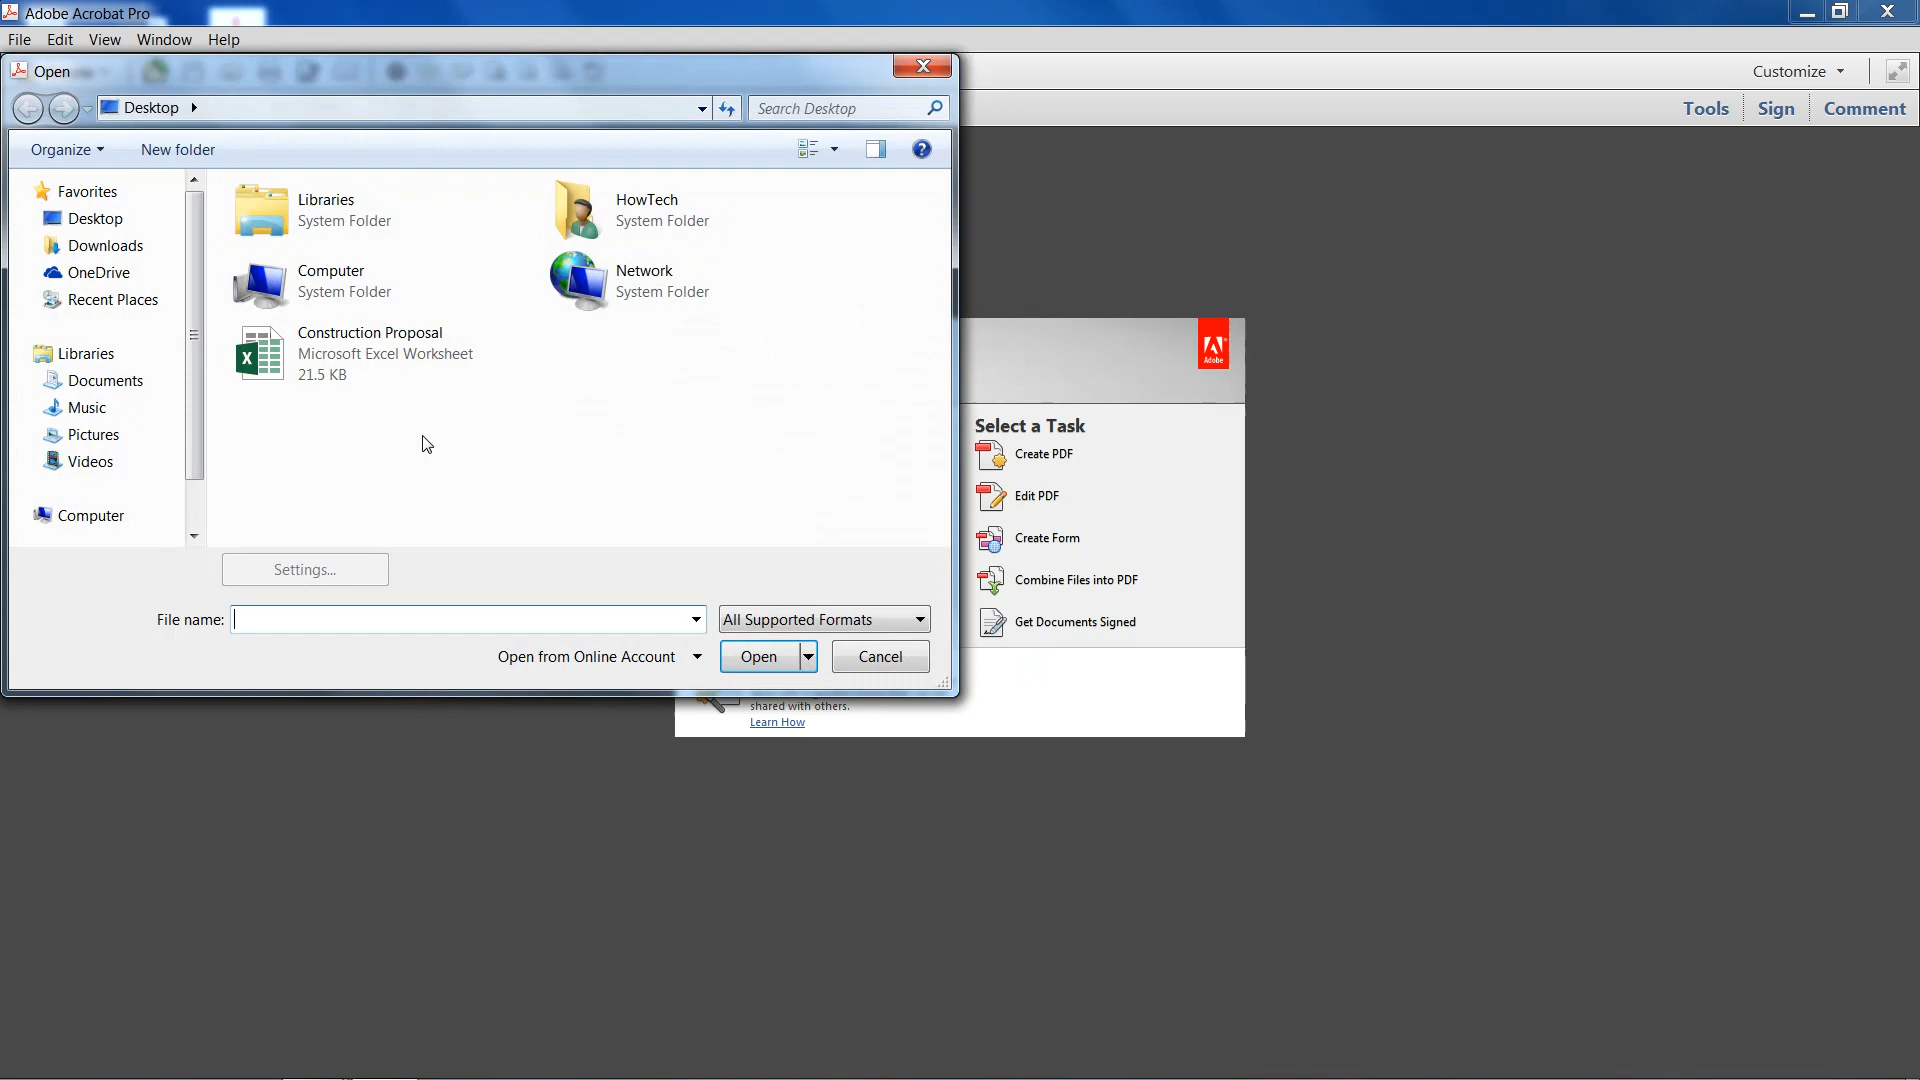 Adobe Acrobat Pro
File Edit View Window Help
Open
Customize
Desktop
Search Desktop
Tools Sign Comment
Organize New folder
Favorites
Desktop
Downloads
OneDrive
Recent Places
Libraries
Documents
Music
Pictures
Videos
Computer
Libraries
System Folder
HowTech
System Folder
Computer
System Folder
Network
System Folder
Construction Proposal
Microsoft Excel Worksheet
21.5 KB
Settings...
File name:
All Supported Formats
Open from Online Account
Open
Cancel
Adobe
Select a Task
Create PDF
Edit PDF
Create Form
Combine Files into PDF
Get Documents Signed
shared with others.
Learn How